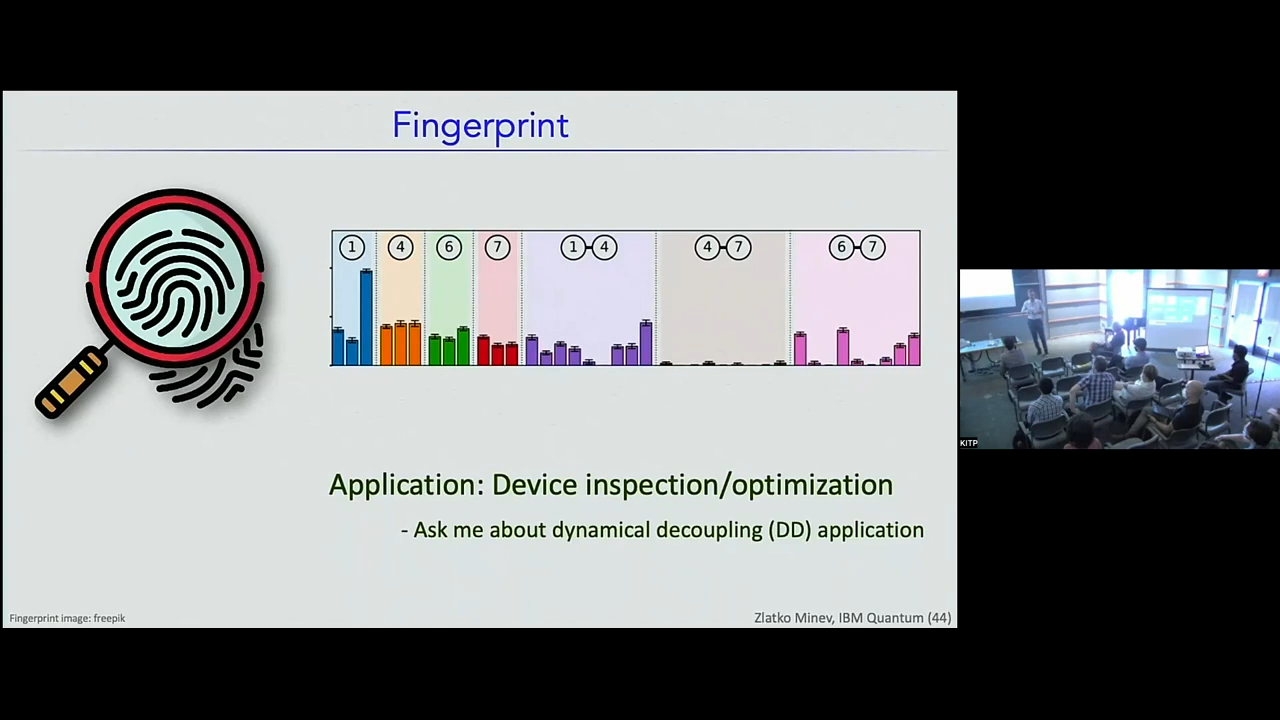 Fingerprint
1 4 6 7 1 4 4 7 6 7
Application: Device inspection/optimization
- Ask me about dynamical decoupling (DD) application
Fingerprint image: freepik
Zlatko Minev, IBM Quantum (44)
KITP